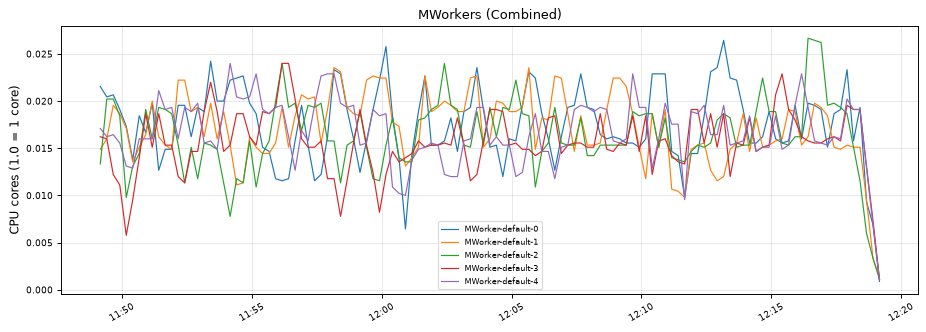 MWorkers (Combined)
CPU cores (1.0 = 1 core)
0.025
0.020
0.015
0.010
0.005
0.000
MWorker-default-0
MWorker-default-1
MWorker-default-2
MWorker-default-3
MWorker-default-4
11:50
11:55
12:00
12:05
12:10
12:15
12:20